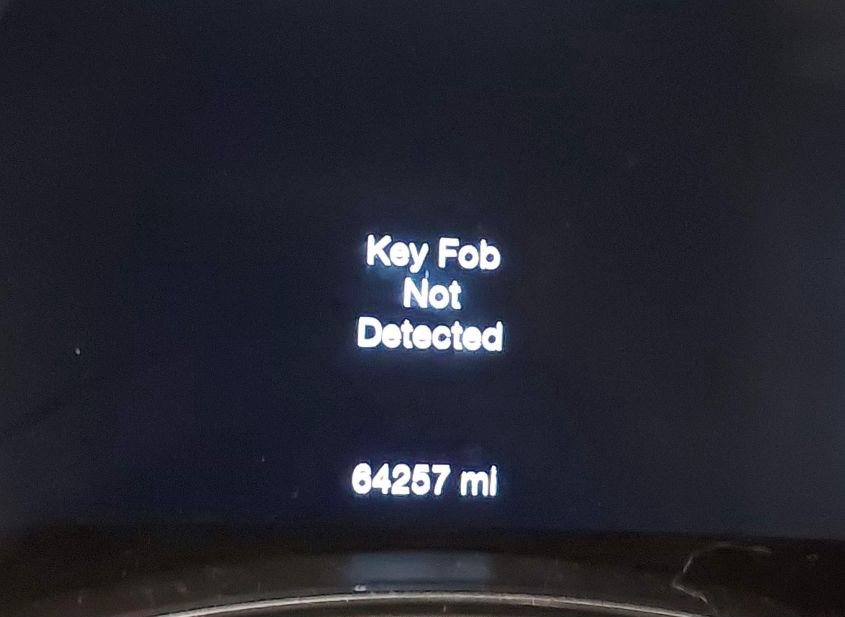 Key Fob
Not
Detected
64257 mi